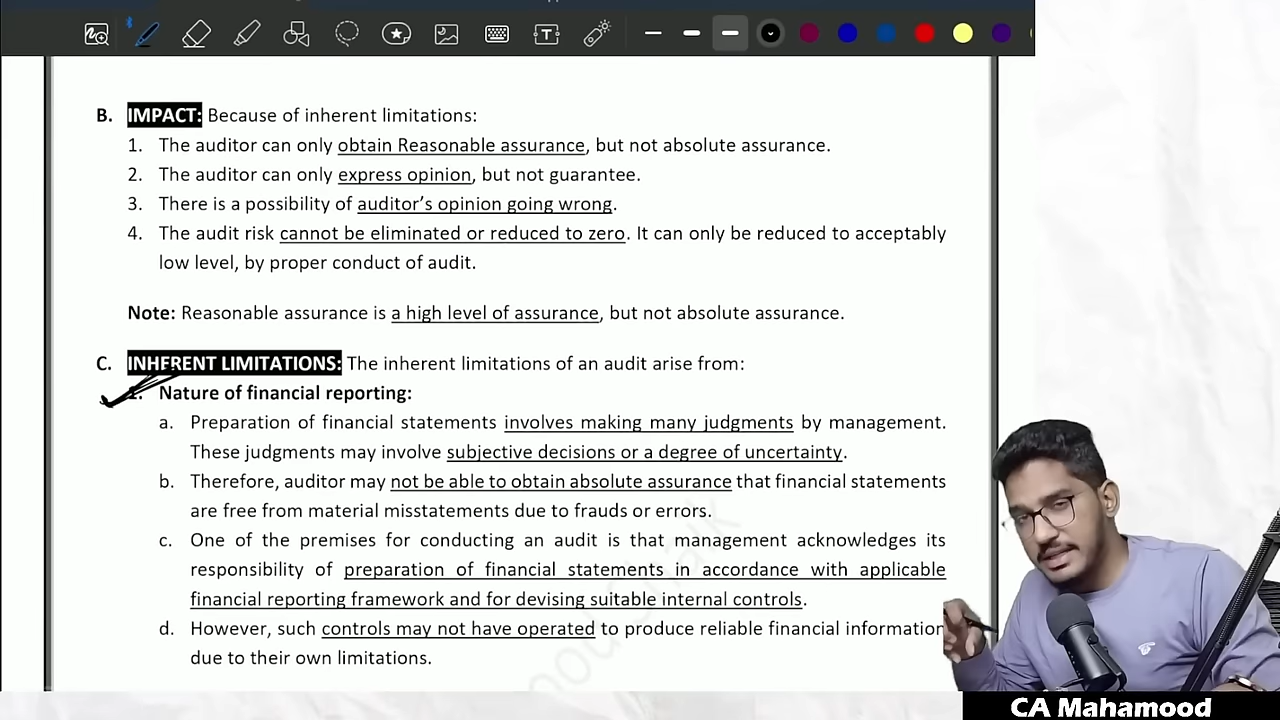 B. IMPACT: Because of inherent limitations:
1. The auditor can only obtain Reasonable assurance, but not absolute assurance.
2. The auditor can only express opinion, but not guarantee.
3. There is a possibility of auditor’s opinion going wrong.
4. The audit risk cannot be eliminated or reduced to zero. It can only be reduced to acceptably
low level, by proper conduct of audit.
Note: Reasonable assurance is a high level of assurance, but not absolute assurance.
C. INHERENT LIMITATIONS: The inherent limitations of an audit arise from:
1. Nature of financial reporting:
a. Preparation of financial statements involves making many judgments by management.
These judgments may involve subjective decisions or a degree of uncertainty.
b. Therefore, auditor may not be able to obtain absolute assurance that financial statements
are free from material misstatements due to frauds or errors.
c. One of the premises for conducting an audit is that management acknowledges its
responsibility of preparation of financial statements in accordance with applicable
financial reporting framework and for devising suitable internal controls.
d. However, such controls may not have operated to produce reliable financial information
due to their own limitations.
CA Mahamood